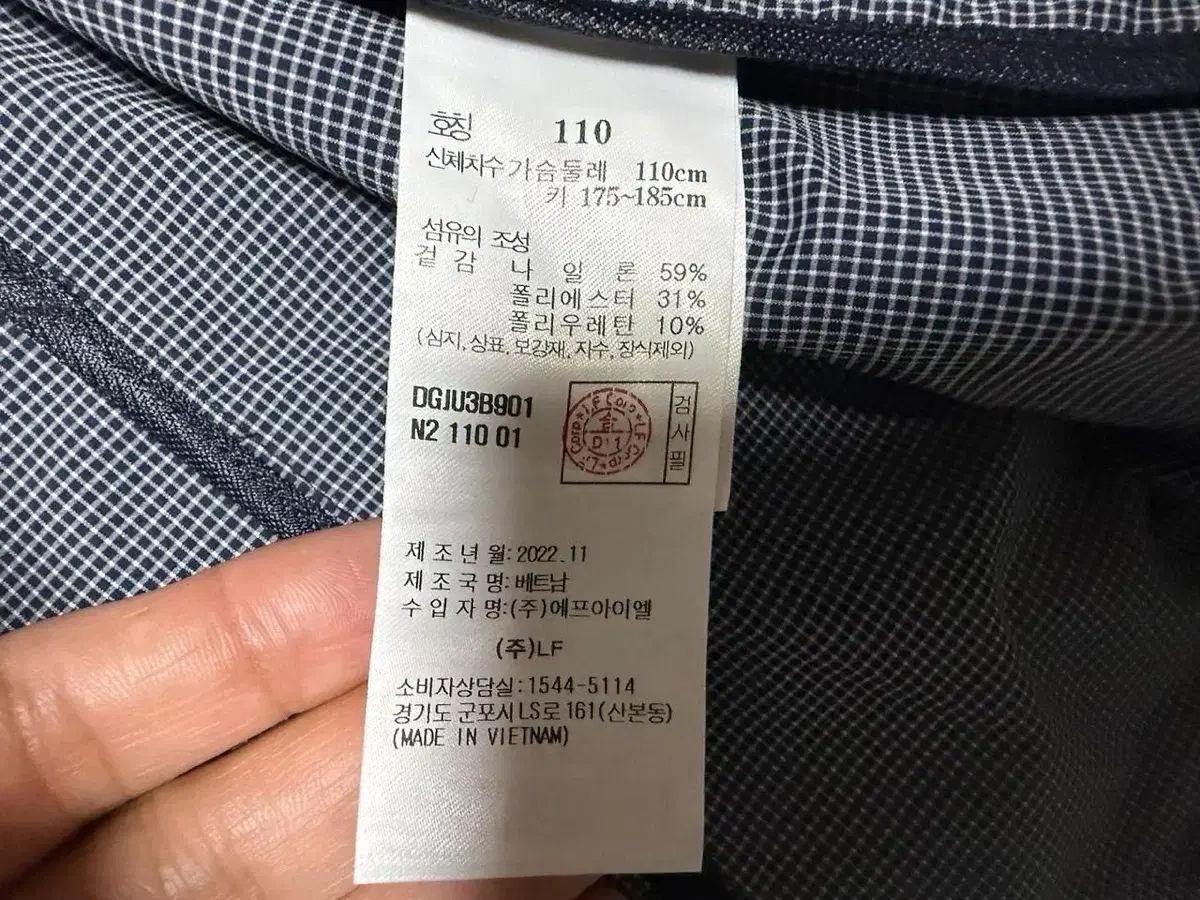 호칭 110
신체치수 가슴둘레 110cm
키 175~185cm
섬유의 조성
겉감 나일론 59%
폴리에스터 31%
폴리우레탄 10%
(심지,상표,보강재,자수,장식제외)
DGJU3B901
N2 110 01
검사필
LF Corp * LF Corp *
D11
제조년월:2022.11
제조국명:베트남
수입자명:(주)에프아이엘
(주)LF
소비자상담실:1544-5114
경기도 군포시 LS로 161(산본동)
(MADE IN VIETNAM)